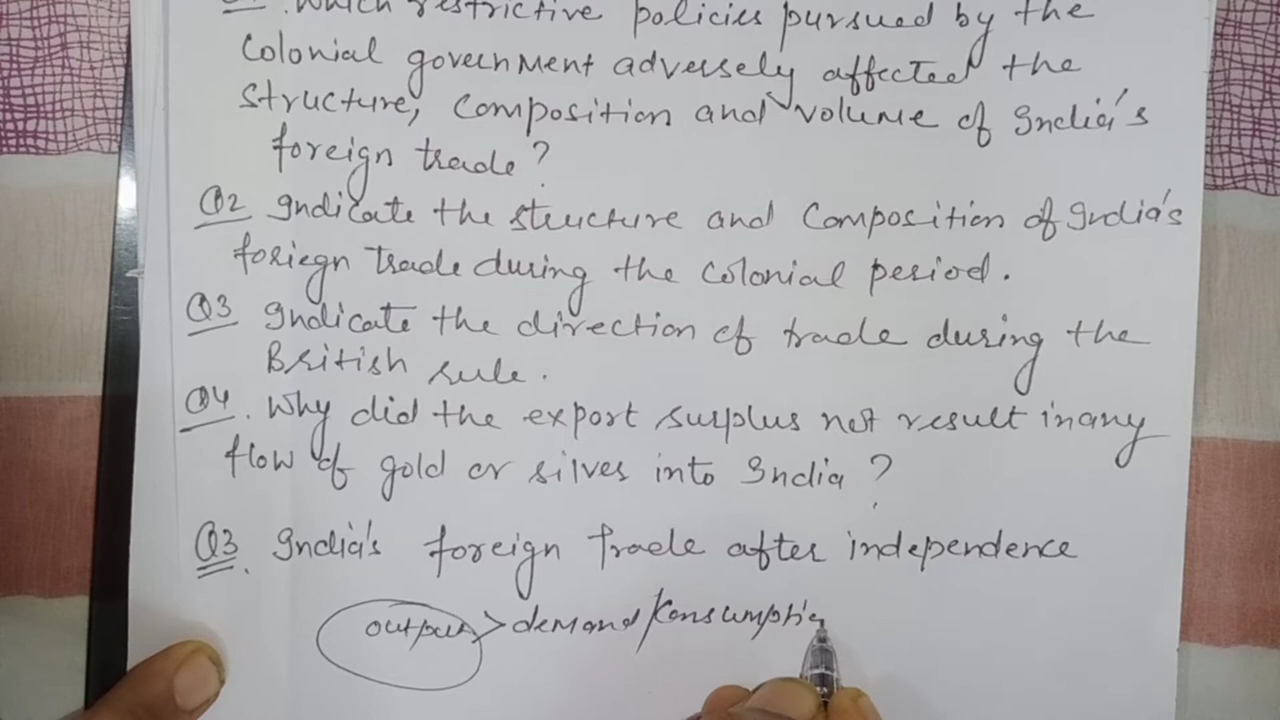 Q1. Which restrictive policies pursued by the
Colonial government adversely affected the
structure, Composition and volume of India's
foreign trade?
Q2 Indicate the structure and Composition of India's
foriegn trade during the Colonial period.
Q3 Indicate the direction of trade during the
British rule.
Q4. Why did the export surplus not result in any
flow of gold or silver into India?
Q3. India's foreign Trade after independence
output > demand/Consumptio